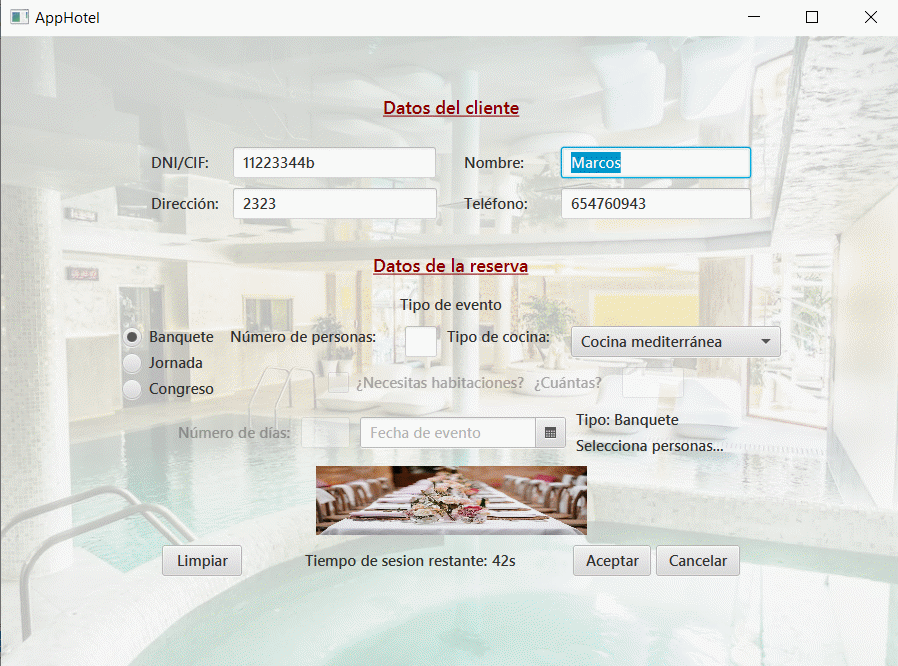 AppHotel
Datos del cliente
DNI/CIF: 11223344b Nombre: Marcos
Dirección: 2323 Teléfono: 654760943
Datos de la reserva
Tipo de evento
Banquete Número de personas: Tipo de cocina: Cocina mediterránea
Jornada
Congreso ¿Necesitas habitaciones? ¿Cuántas?
Número de días: Fecha de evento Tipo: Banquete
Selecciona personas...
Limpiar Tiempo de sesion restante: 42s Aceptar Cancelar